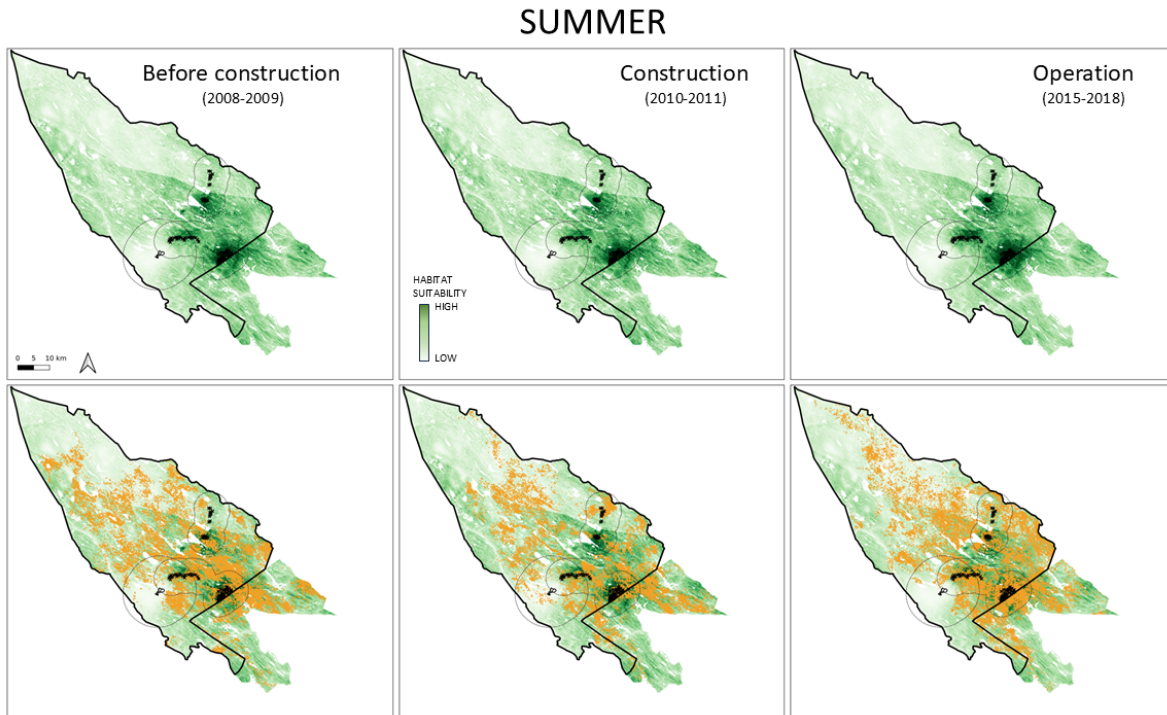 SUMMER
Before construction
(2008-2009)
Construction
(2010-2011)
Operation
(2015-2018)
HABITAT
SUITABILITY
HIGH
LOW
0 5 10 km